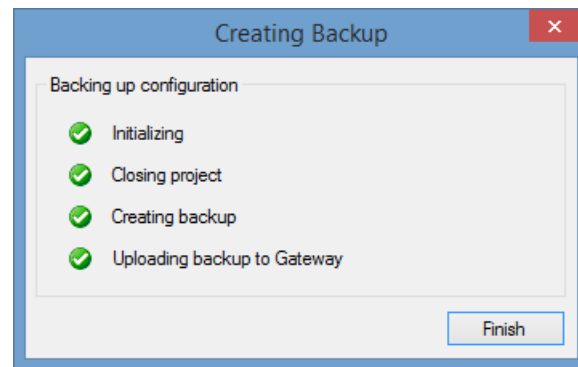 Creating Backup
Backing up configuration
Initializing
Closing project
Creating backup
Uploading backup to Gateway
Finish